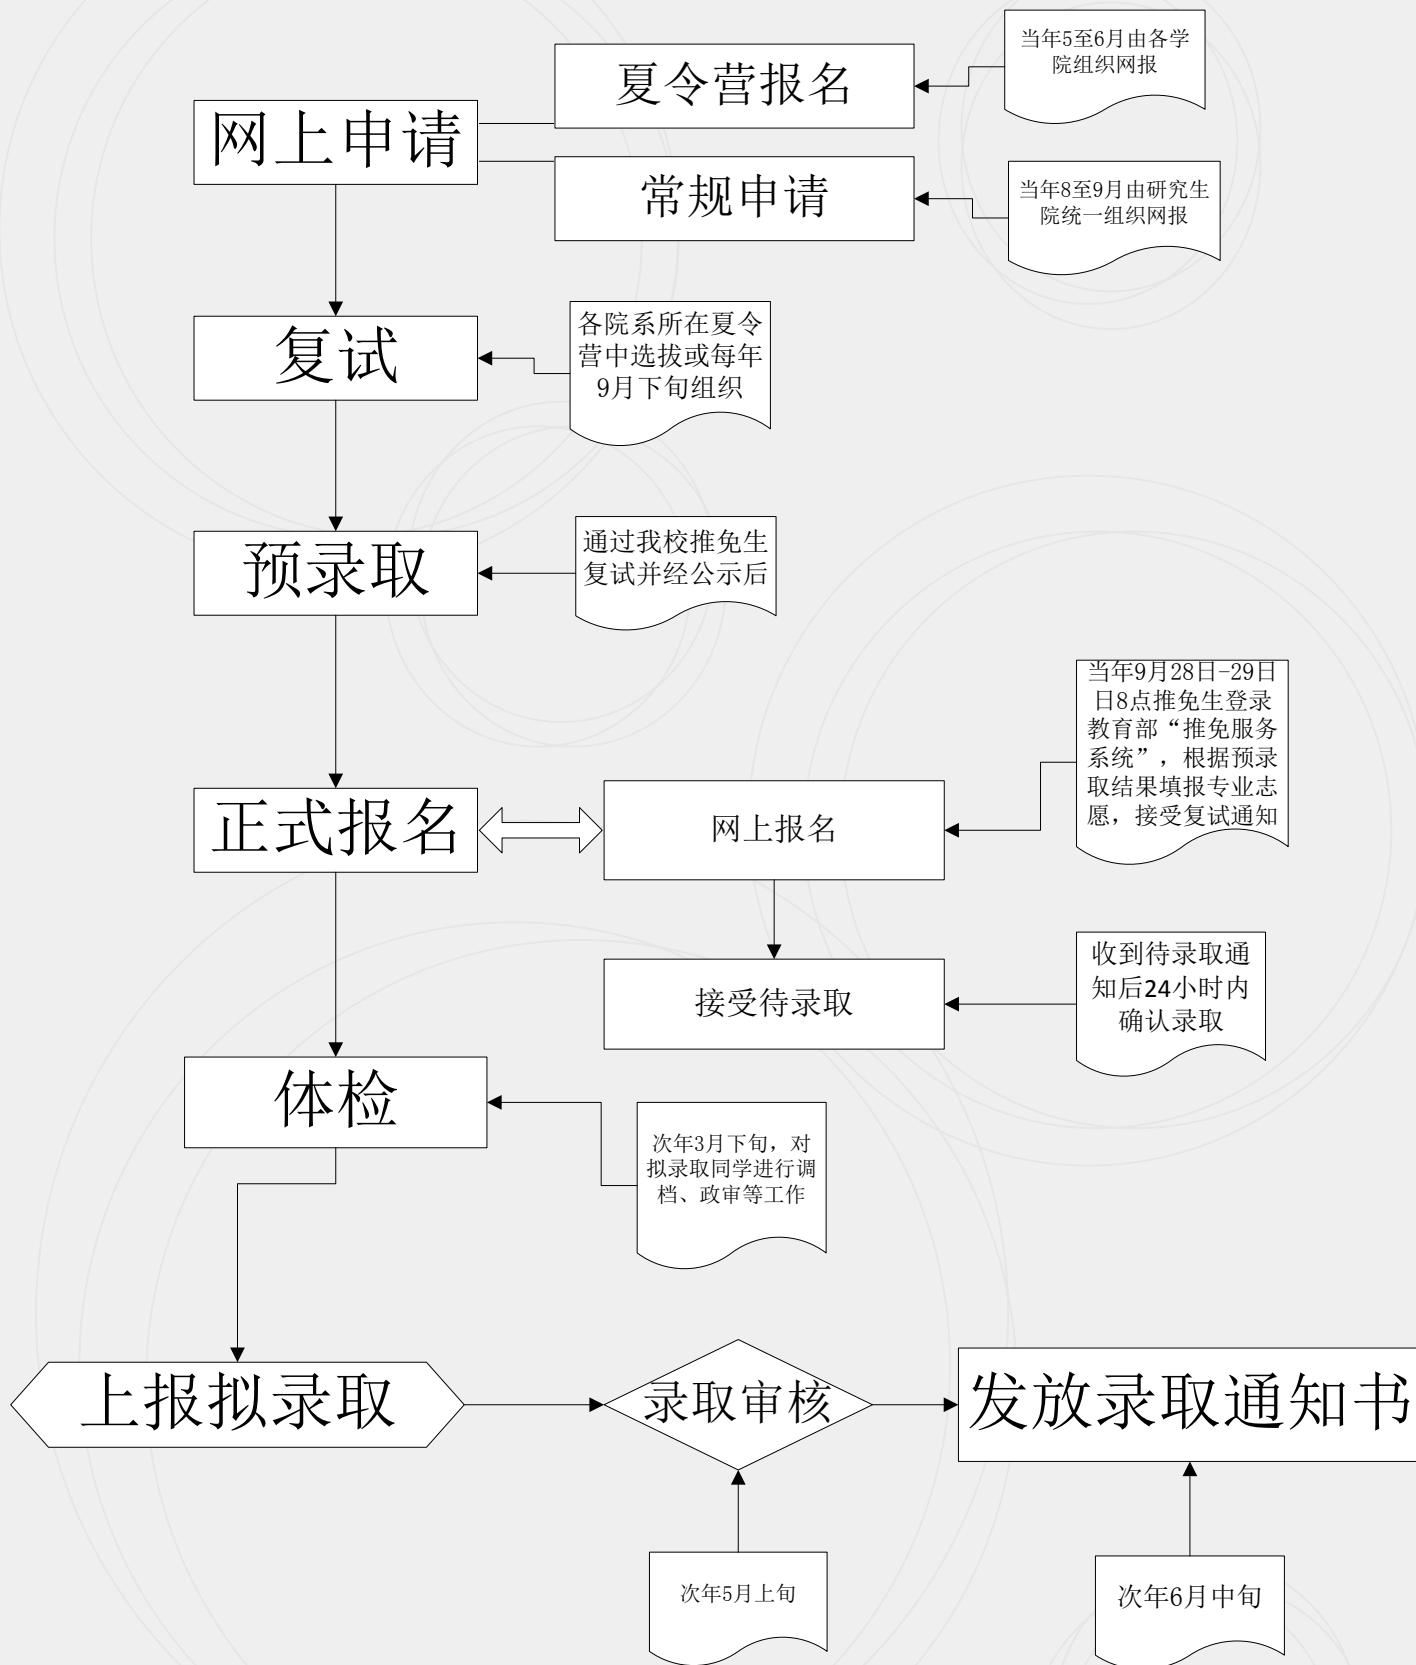 当年5至6月由各学
院组织网报
夏令营报名
网上申请
常规申请
当年8至9月由研究生
院统一组织网报
各院系所在夏令
营中选拔或每年
9月下旬组织
复试
通过我校推免生
复试并经公示后
预录取
当年9月28日-29日
日8点推免生登录
教育部“推免服务
系统”，根据预录
取结果填报专业志
愿，接受复试通知
正式报名
网上报名
收到待录取通
知后24小时内
确认录取
接受待录取
体检
次年3月下旬，对
拟录取同学进行调
档、政审等工作
上报拟录取
录取审核
发放录取通知书
次年5月上旬
次年6月中旬